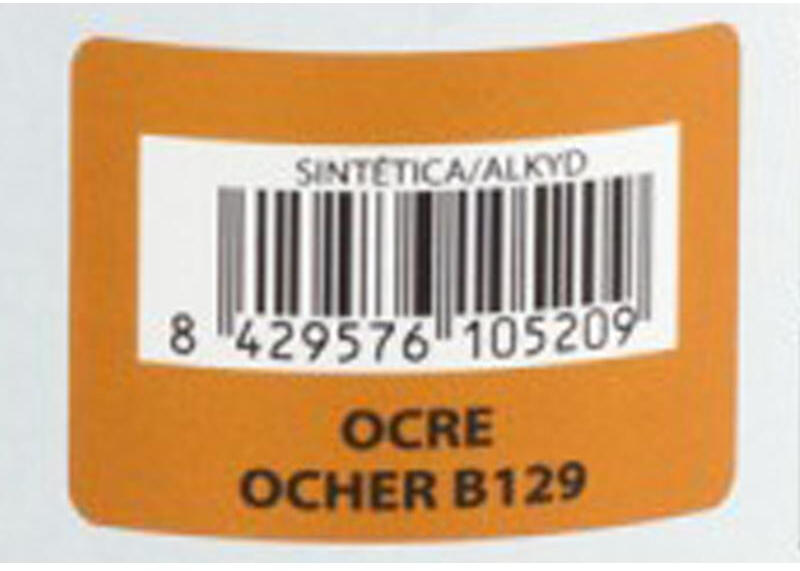 SINTÉTICA/ALKYD
8 429576 105209
OCRE
OCHER B129